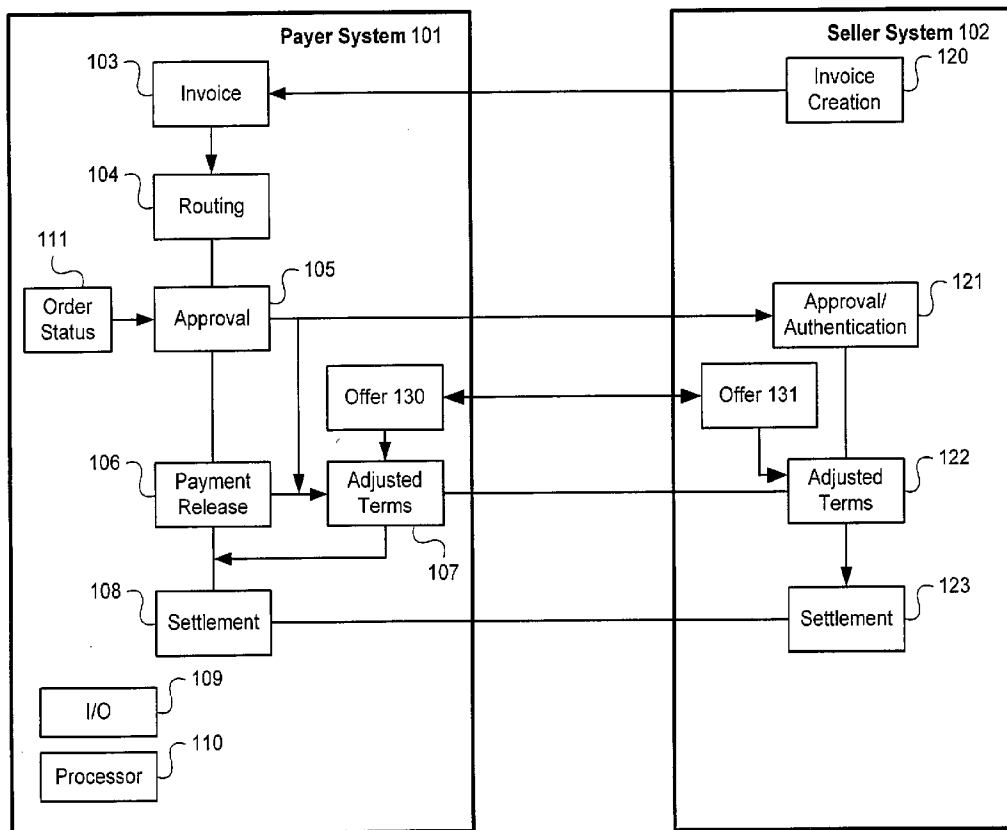 Payer System 101
Seller System 102
103
Invoice
120
Invoice
Creation
104
Routing
111
Order
Status
105
Approval
121
Approval/
Authentication
Offer 130
Offer 131
106
Payment
Release
Adjusted
Terms
107
122
Adjusted
Terms
108
Settlement
123
Settlement
109
I/O
110
Processor